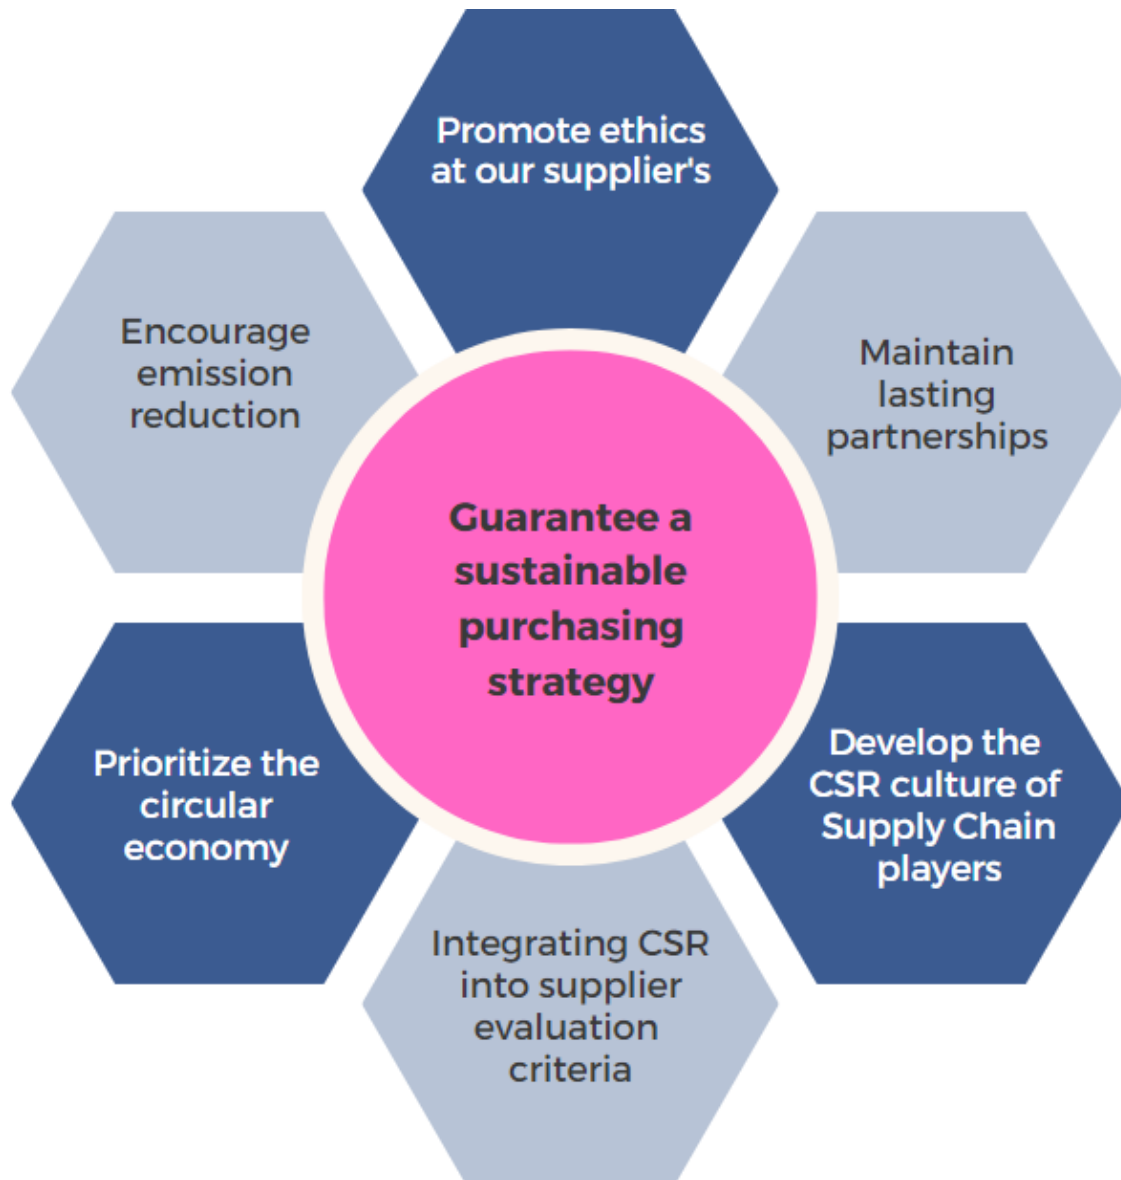 Promote ethics
at our supplier's
Maintain
lasting
partnerships
Develop the
CSR culture of
Supply Chain
players
Integrating CSR
into supplier
evaluation
criteria
Prioritize the
circular
economy
Encourage
emission
reduction
Guarantee a
sustainable
purchasing
strategy